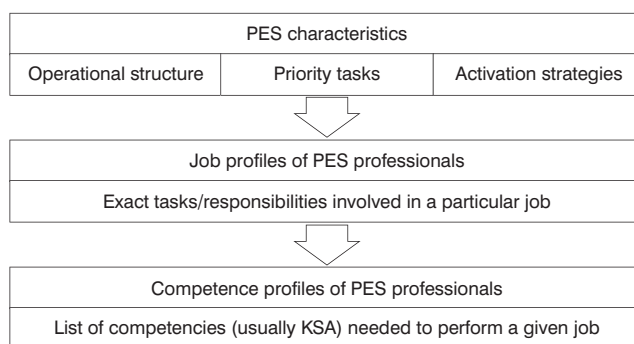 PES characteristics
Operational structure
Priority tasks
Activation strategies
Job profiles of PES professionals
Exact tasks/responsibilities involved in a particular job
Competence profiles of PES professionals
List of competencies (usually KSA) needed to perform a given job